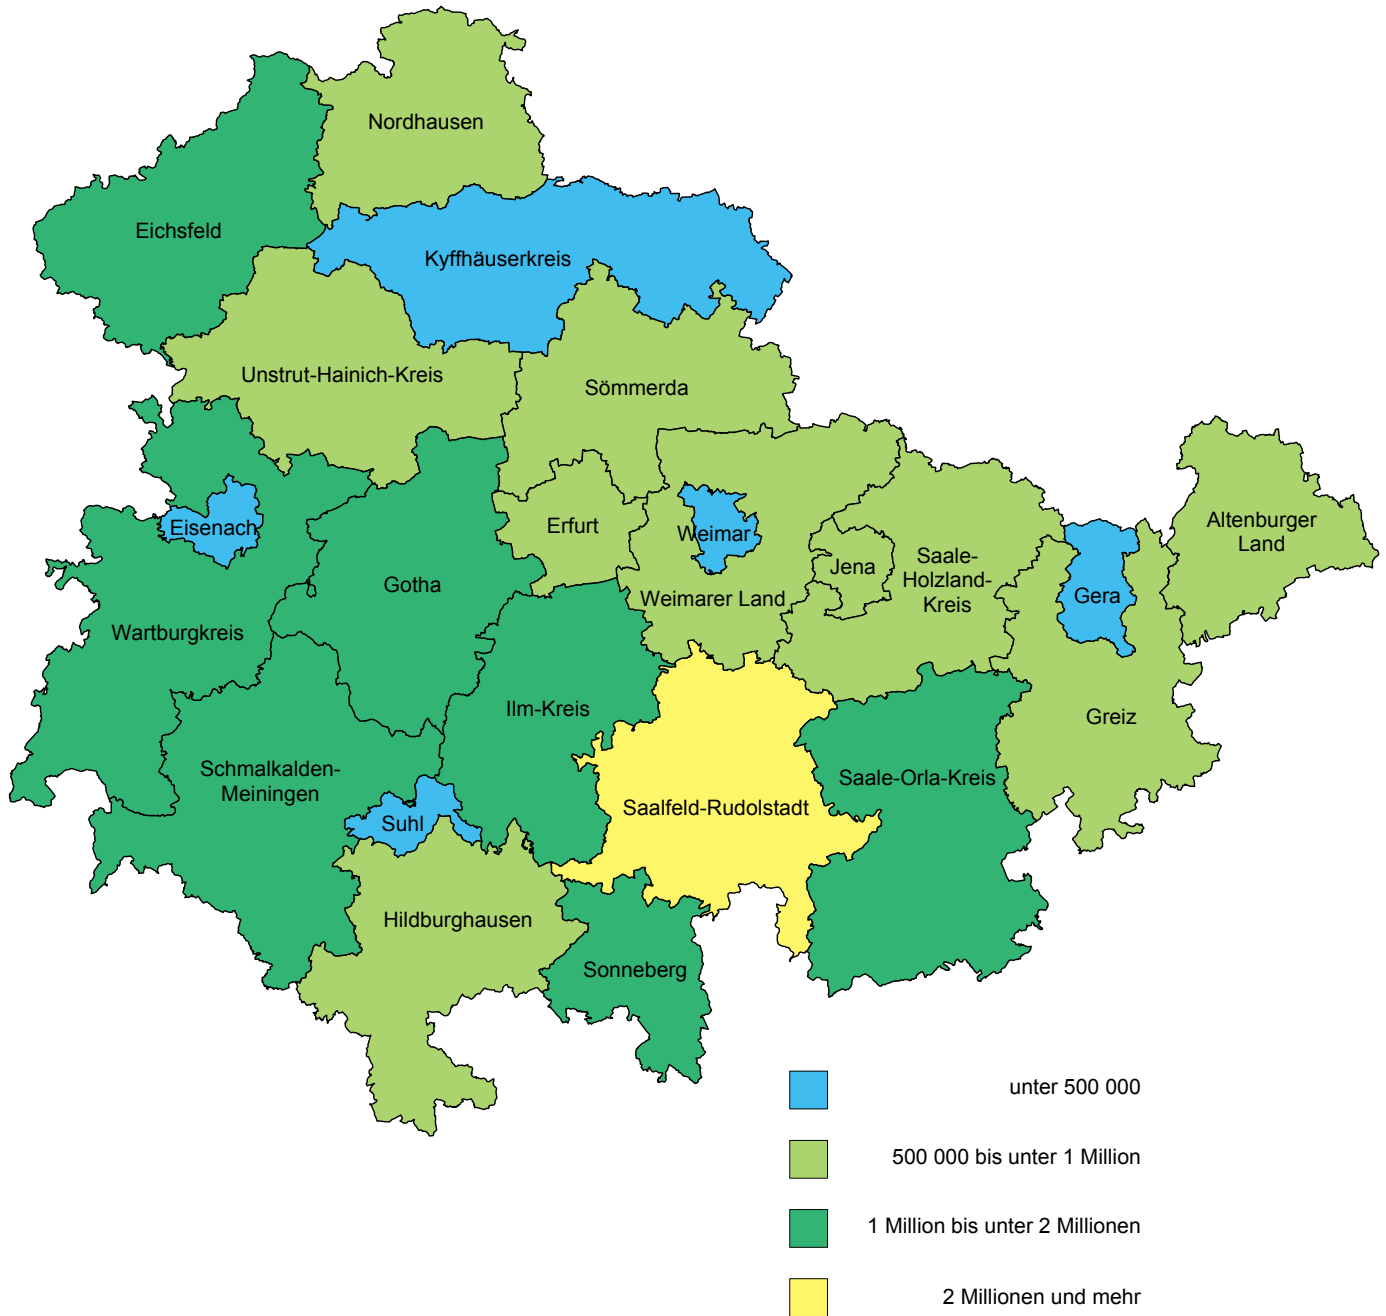 Nordhausen
Eichsfeld
Kyffhäuserkreis
Unstrut-Hainich-Kreis
Sömmerda
Eisenach
Erfurt
Weimar
Altenburger
Land
Gotha
Jena
Saale-
Holzland-
Kreis
Weimarer Land
Gera
Wartburgkreis
Ilm-Kreis
Greiz
Schmalkalden-
Meiningen
Saale-Orla-Kreis
Saalfeld-Rudolstadt
Suhl
Hildburghausen
Sonneberg
unter 500 000
500 000 bis unter 1 Million
1 Million bis unter 2 Millionen
2 Millionen und mehr